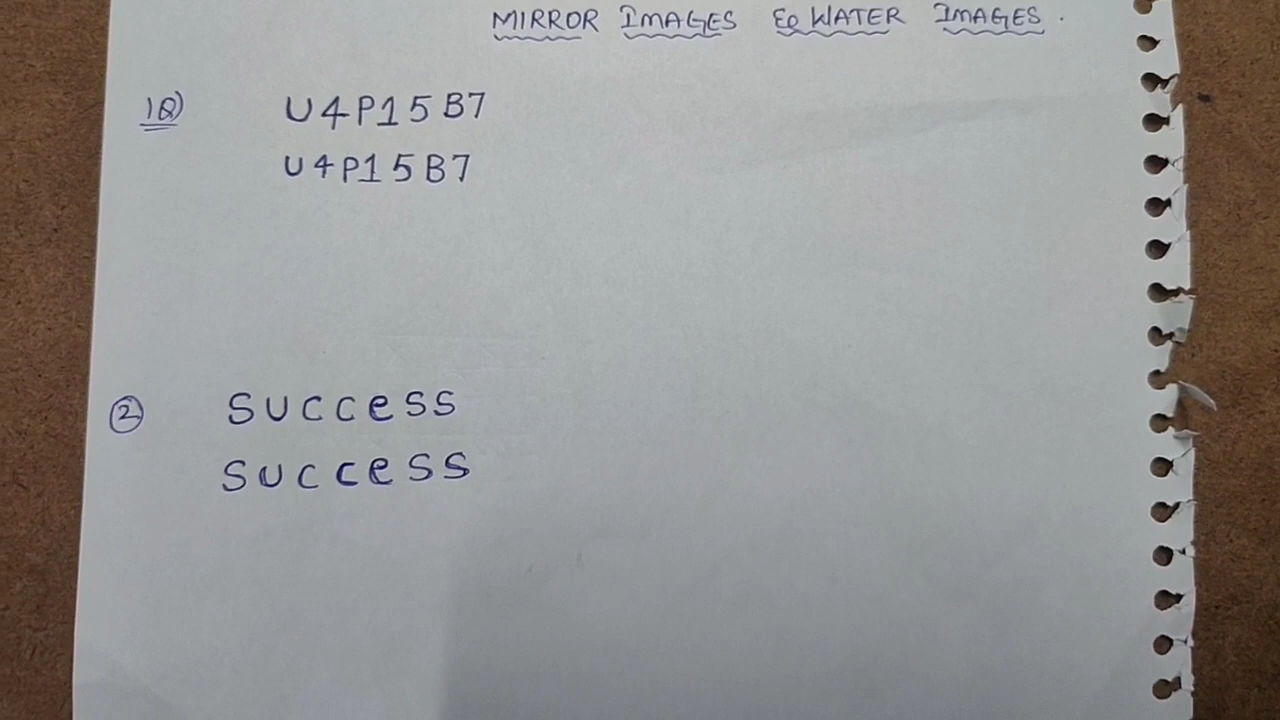 MIRROR IMAGES & WATER IMAGES.
1Q) U4P15B7
U4P15B7
2 SUCCeSS
SUCCeSS